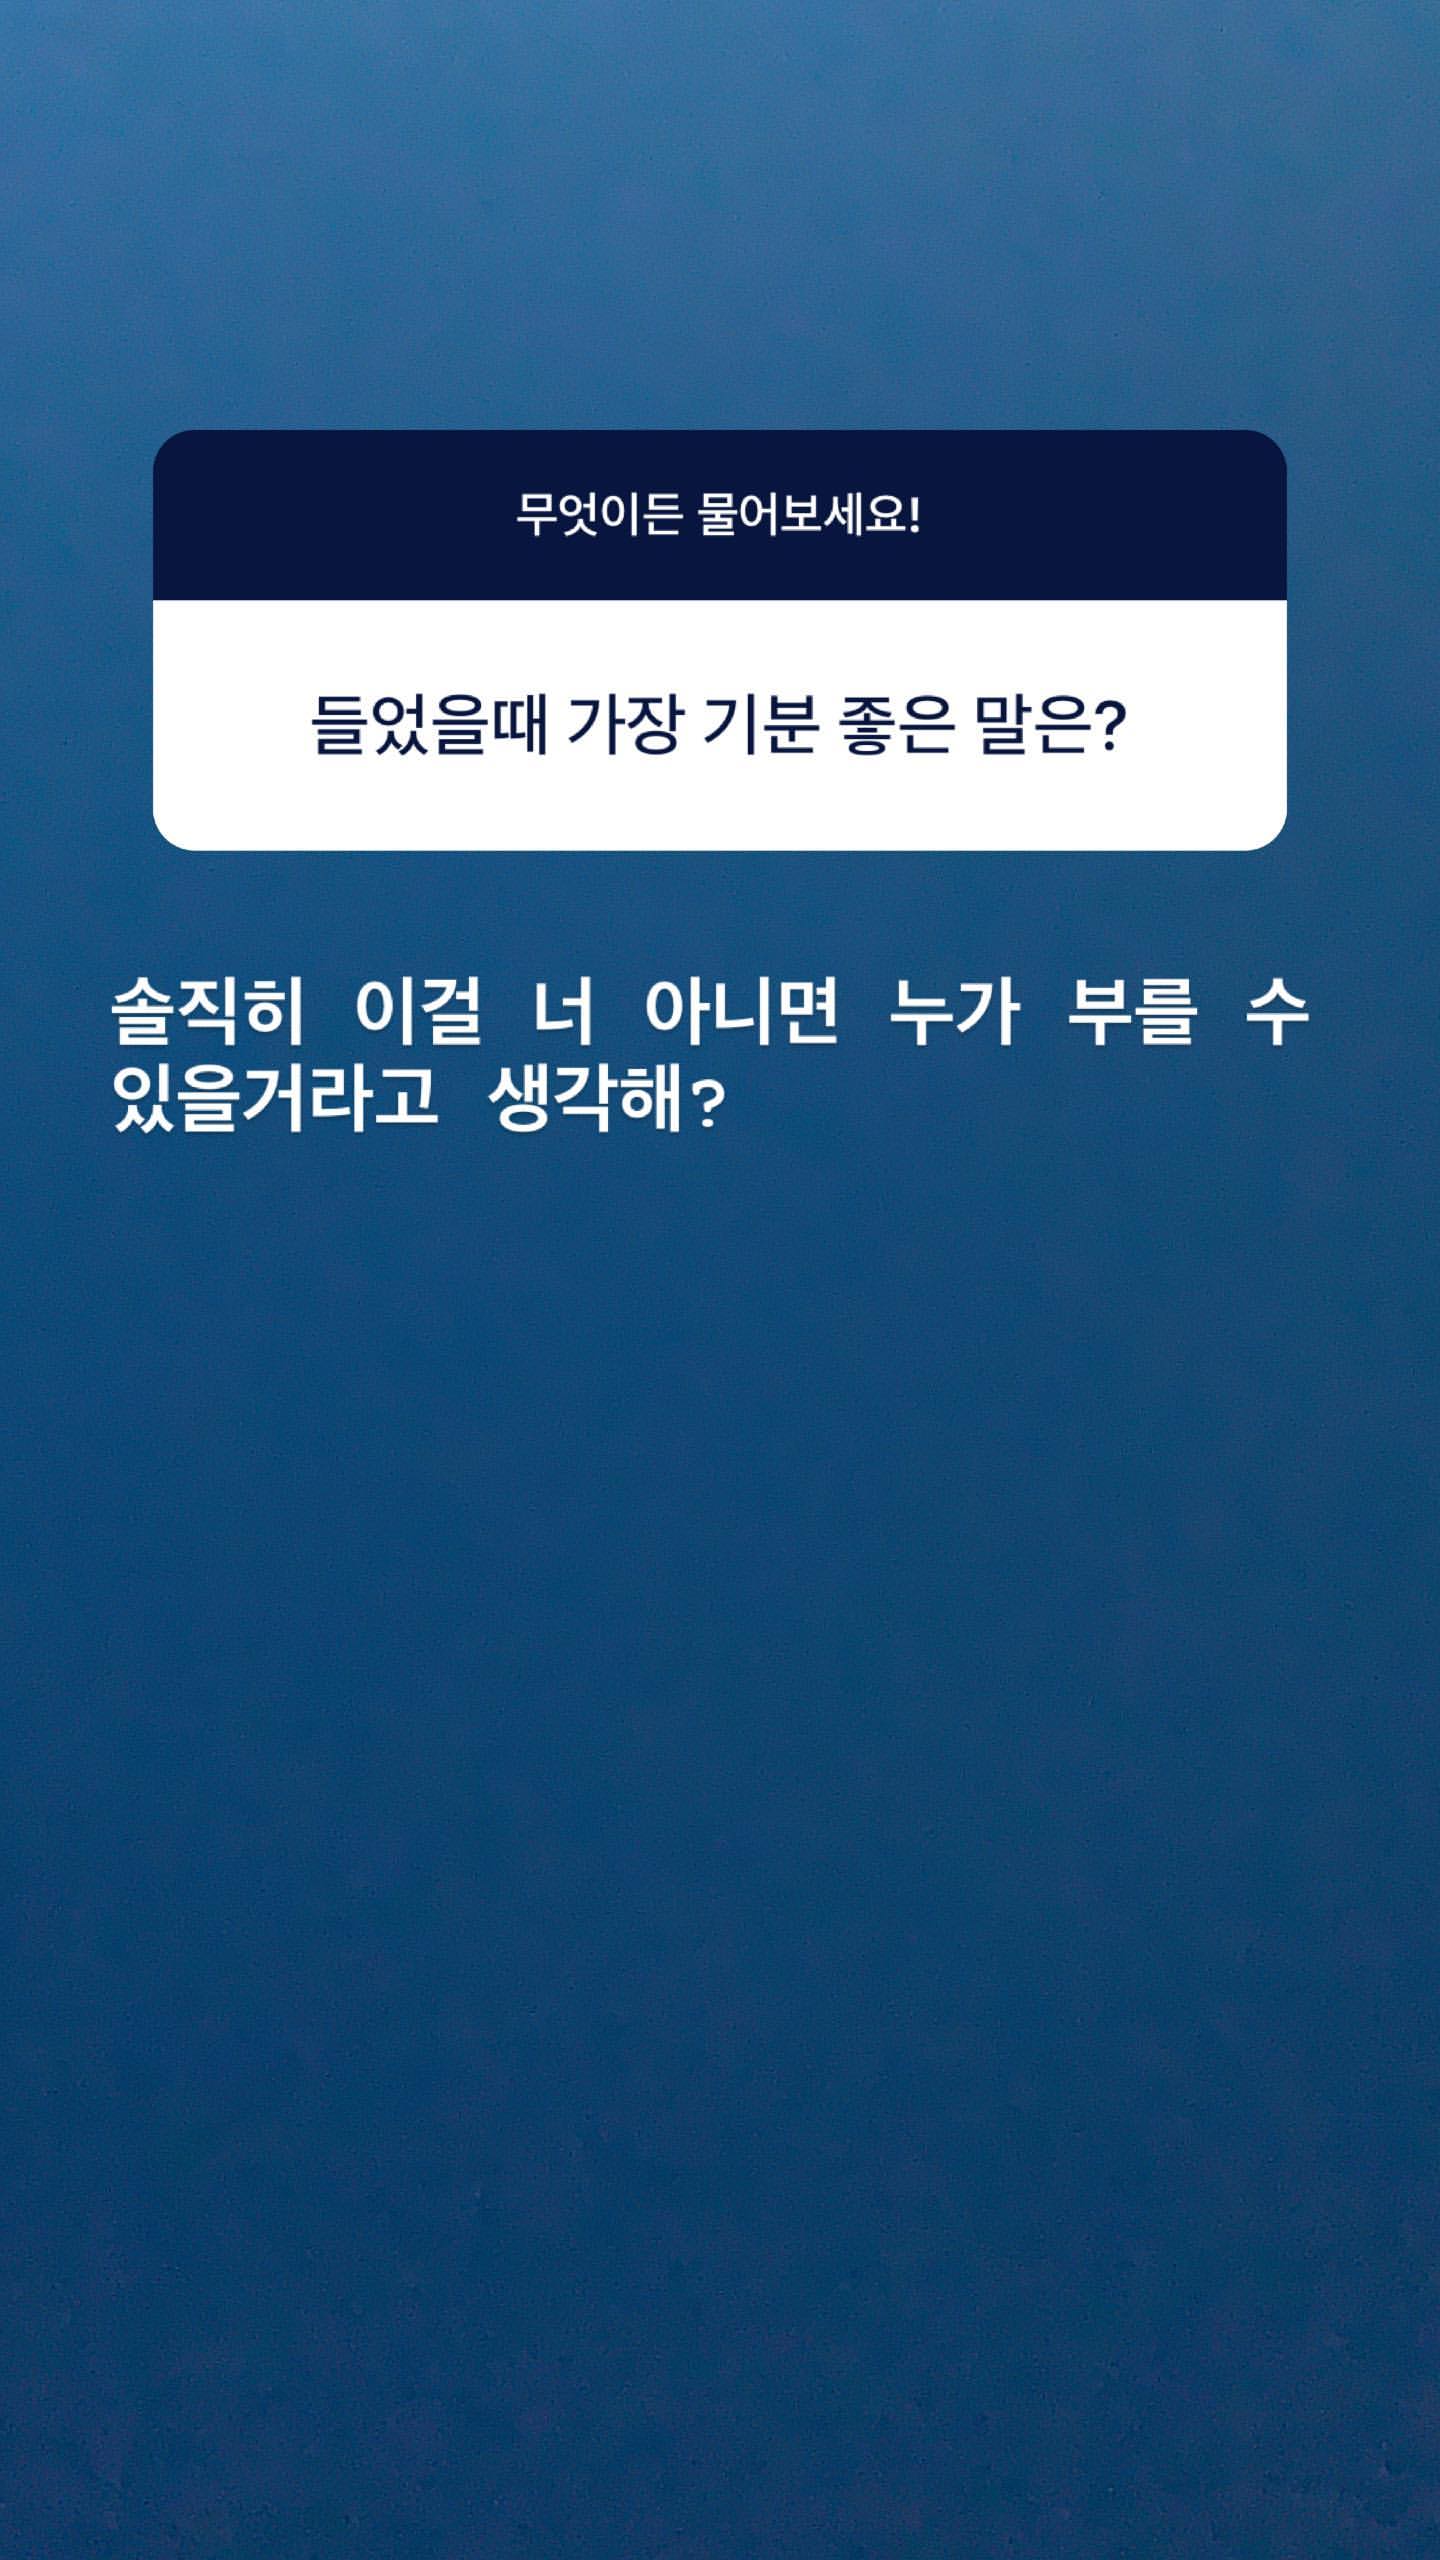 무엇이든 물어보세요!
들었을때 가장 기분 좋은 말은?
솔직히 이걸 너 아니면 누가 부를 수
있을거라고 생각해?